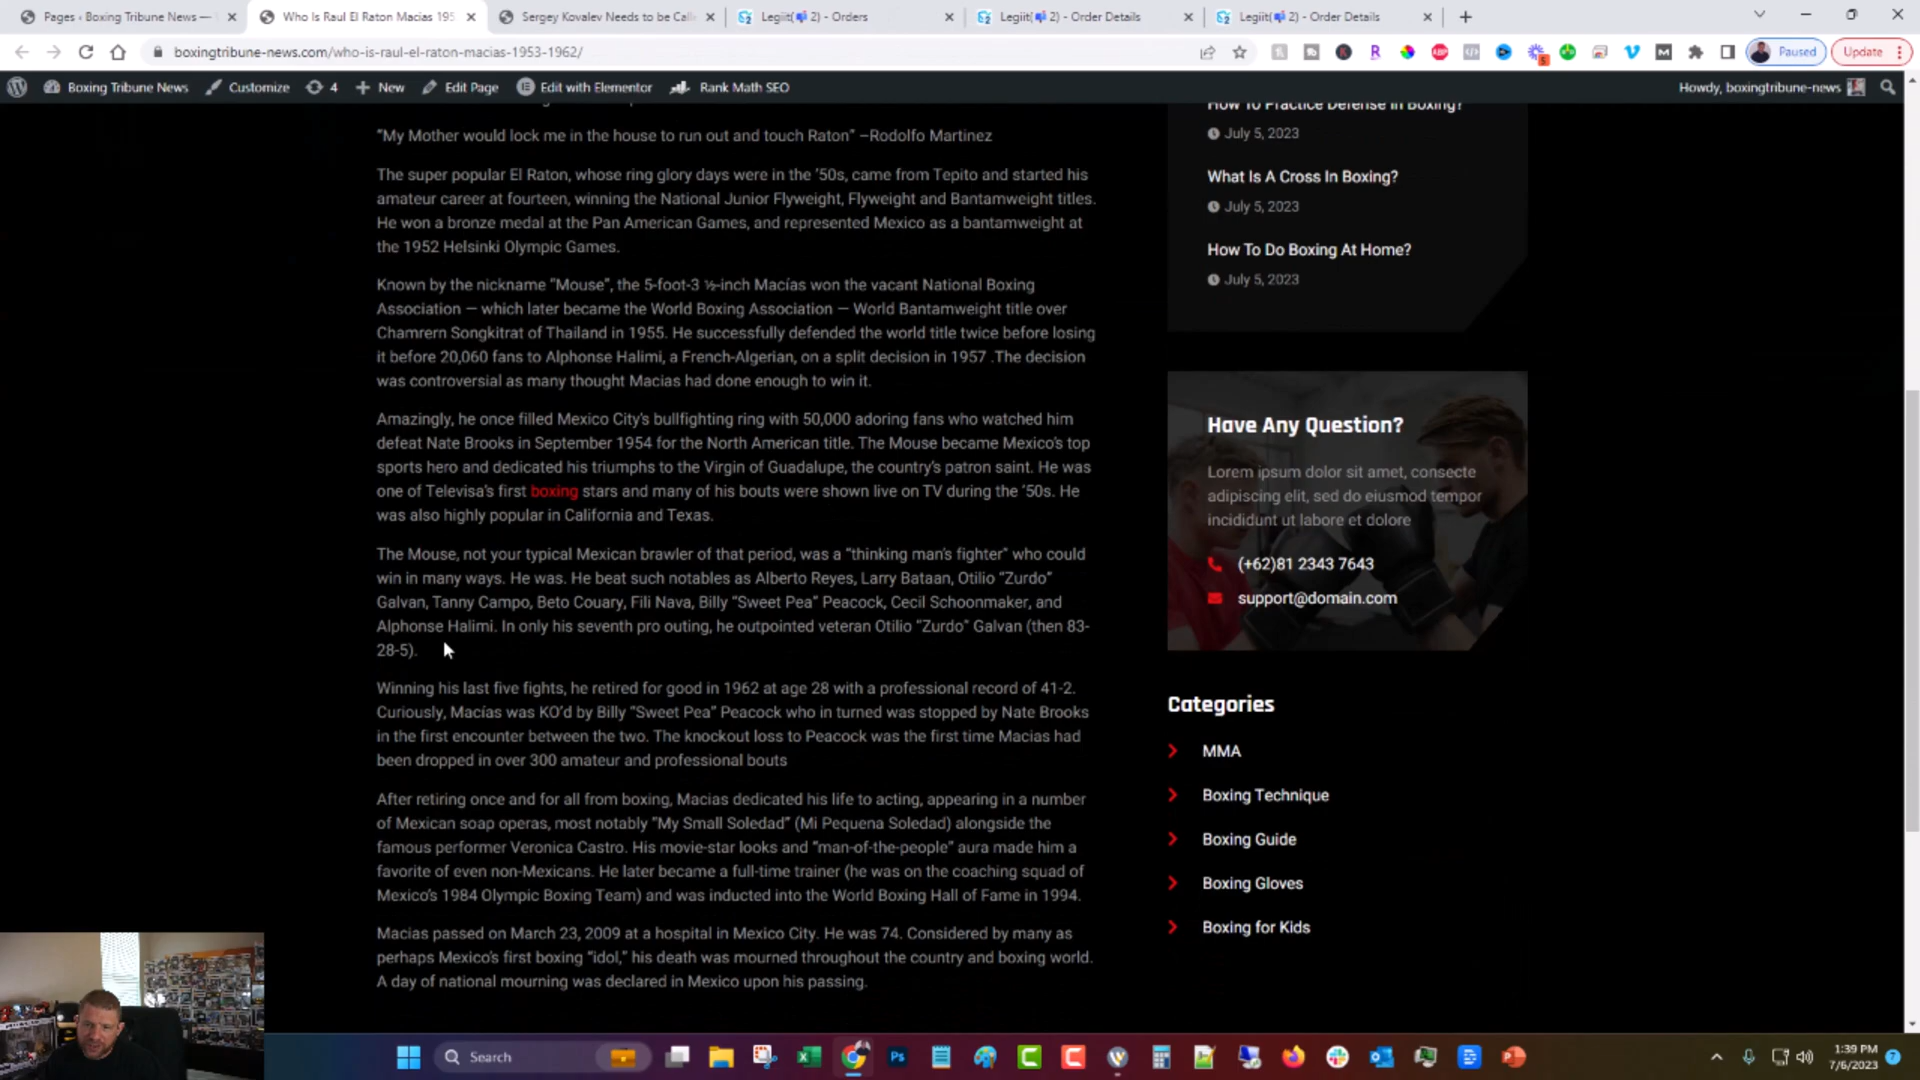 Boxing Tribune News —
Who Is Raul El Raton Macias 195
Sergey Kovalev Needs to be Call
Legiit( 2) - Orders
Legiit( 2) - Order Details
Legiit( 2) - Order Details
boxingtribune-news.com/who-is-raul-el-raton-macias-1953-1962/
Paused
Update
Boxing Tribune News
Customize
4
New
Edit Page
Edit with Elementor
Rank Math SEO
Howdy, boxingtribune-news
"My Mother would lock me in the house to run out and touch Raton" –Rodolfo Martinez
The super popular El Raton, whose ring glory days were in the '50s, came from Tepito and started his
amateur career at fourteen, winning the National Junior Flyweight, Flyweight and Bantamweight titles.
He won a bronze medal at the Pan American Games, and represented Mexico as a bantamweight at
the 1952 Helsinki Olympic Games.
Known by the nickname "Mouse", the 5-foot-3 ½-inch Macías won the vacant National Boxing
Association — which later became the World Boxing Association — World Bantamweight title over
Chamrern Songkitrat of Thailand in 1955. He successfully defended the world title twice before losing
it before 20,060 fans to Alphonse Halimi, a French-Algerian, on a split decision in 1957 .The decision
was controversial as many thought Macias had done enough to win it.
Amazingly, he once filled Mexico City's bullfighting ring with 50,000 adoring fans who watched him
defeat Nate Brooks in September 1954 for the North American title. The Mouse became Mexico's top
sports hero and dedicated his triumphs to the Virgin of Guadalupe, the country's patron saint. He was
one of Televisa's first boxing stars and many of his bouts were shown live on TV during the '50s. He
was also highly popular in California and Texas.
The Mouse, not your typical Mexican brawler of that period, was a "thinking man's fighter" who could
win in many ways. He was. He beat such notables as Alberto Reyes, Larry Bataan, Otilio "Zurdo"
Galvan, Tanny Campo, Beto Couary, Fili Nava, Billy "Sweet Pea" Peacock, Cecil Schoonmaker, and
Alphonse Halimi. In only his seventh pro outing, he outpointed veteran Otilio "Zurdo" Galvan (then 83-
28-5).
Winning his last five fights, he retired for good in 1962 at age 28 with a professional record of 41-2.
Curiously, Macías was KO'd by Billy "Sweet Pea" Peacock who in turned was stopped by Nate Brooks
in the first encounter between the two. The knockout loss to Peacock was the first time Macias had
been dropped in over 300 amateur and professional bouts
After retiring once and for all from boxing, Macias dedicated his life to acting, appearing in a number
of Mexican soap operas, most notably "My Small Soledad" (Mi Pequena Soledad) alongside the
famous performer Veronica Castro. His movie-star looks and "man-of-the-people" aura made him a
favorite of even non-Mexicans. He later became a full-time trainer (he was on the coaching squad of
Mexico's 1984 Olympic Boxing Team) and was inducted into the World Boxing Hall of Fame in 1994.
Macias passed on March 23, 2009 at a hospital in Mexico City. He was 74. Considered by many as
perhaps Mexico's first boxing "idol," his death was mourned throughout the country and boxing world.
A day of national mourning was declared in Mexico upon his passing.
How To Practice Defense In Boxing?
July 5, 2023
What Is A Cross In Boxing?
July 5, 2023
How To Do Boxing At Home?
July 5, 2023
Have Any Question?
Lorem ipsum dolor sit amet, consecte
adipiscing elit, sed do eiusmod tempor
incididunt ut labore et dolore
(+62)81 2343 7643
support@domain.com
Categories
MMA
Boxing Technique
Boxing Guide
Boxing Gloves
Boxing for Kids
Search
1:39 PM
7/6/2023